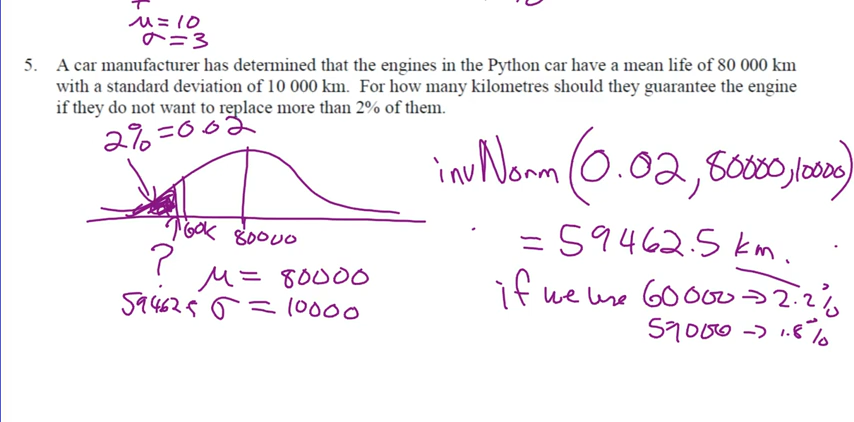 μ = 10
σ = 3
5. A car manufacturer has determined that the engines in the Python car have a mean life of 80 000 km
with a standard deviation of 10 000 km. For how many kilometres should they guarantee the engine
if they do not want to replace more than 2% of them.
2% = 0.02
invNorm (0.02, 80000, 10000)
60K 80000
= 59462.5 km.
?
μ = 80000
if we use 60000 → 2.2%
59462.5 σ = 10000
59000 → 1.8%